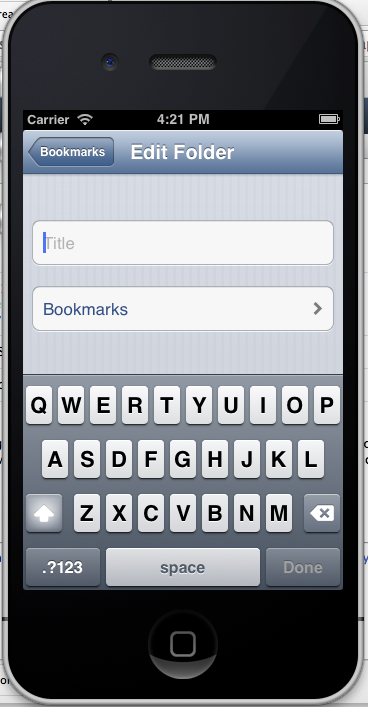 Carrier 4:21 PM
Bookmarks Edit Folder
Title
Bookmarks
Q W E R T Y U I O P
A S D F G H J K L
Z X C V B N M
.?123 space Done